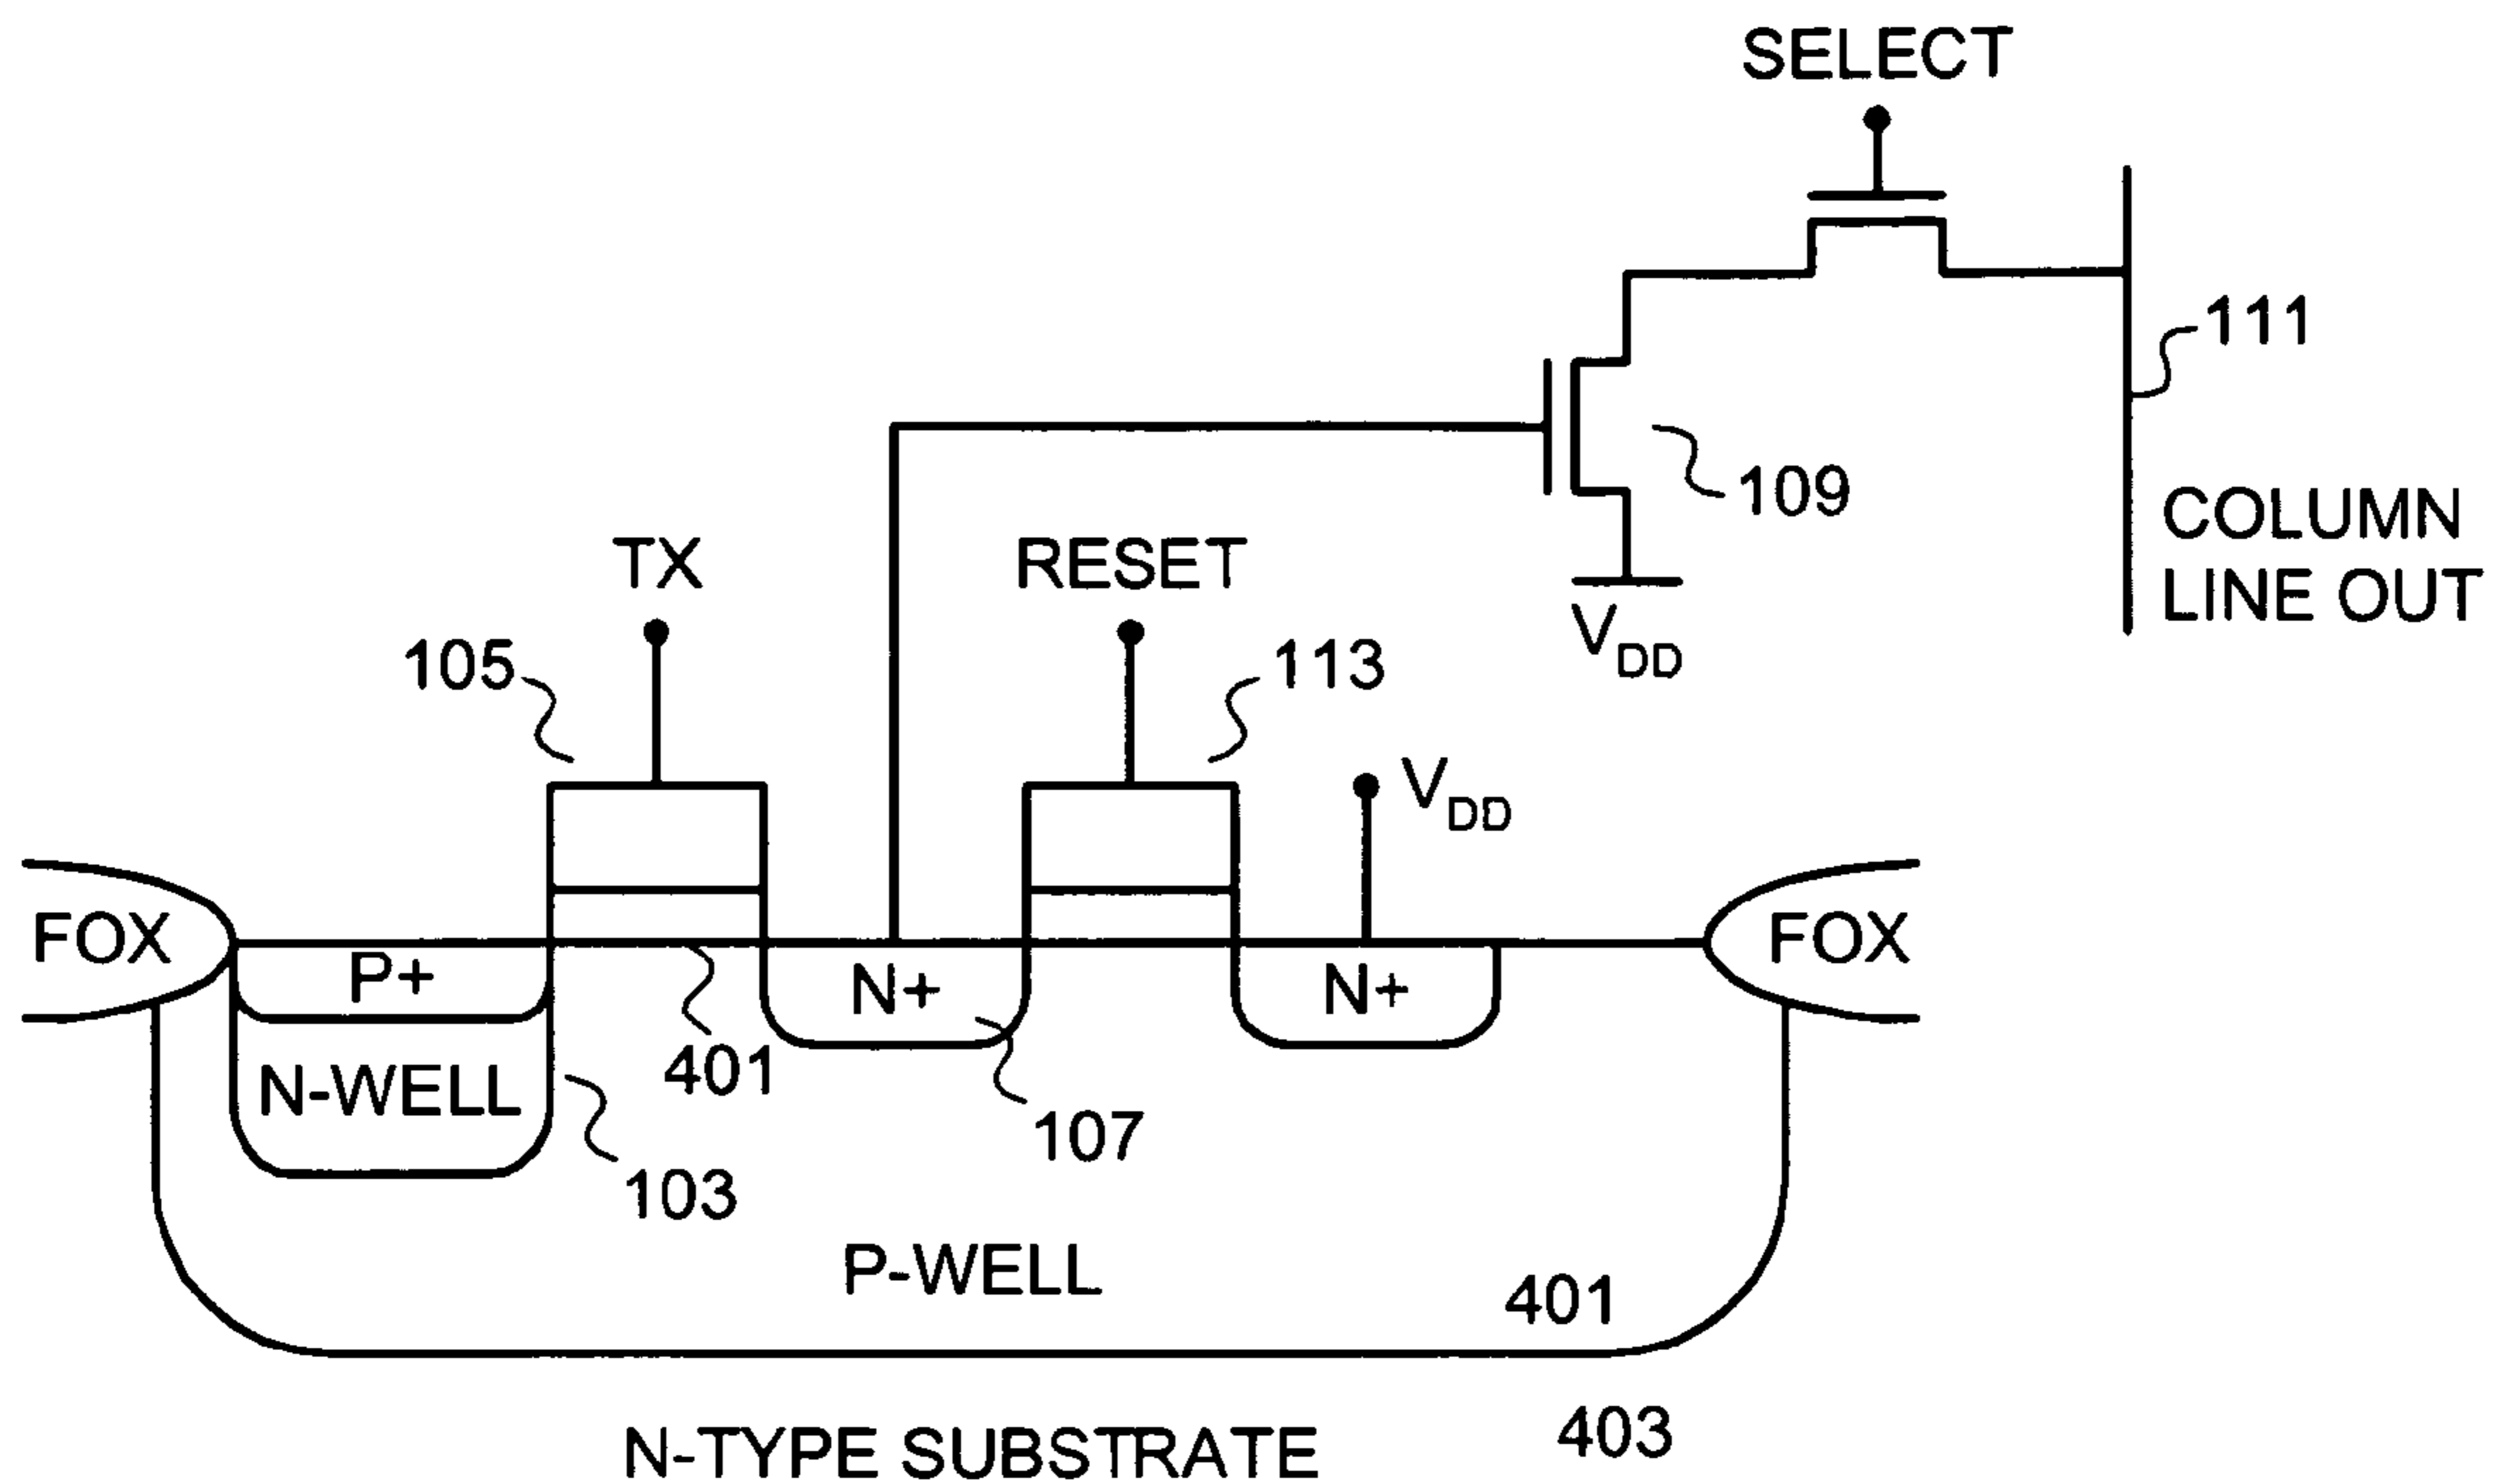 SELECT
111
109
COLUMN
LINE OUT
TX
RESET
VDD
105
113
VDD
FOX
FOX
P+
N+
N+
401
N-WELL
107
103
P-WELL
401
403
N-TYPE SUBSTRATE